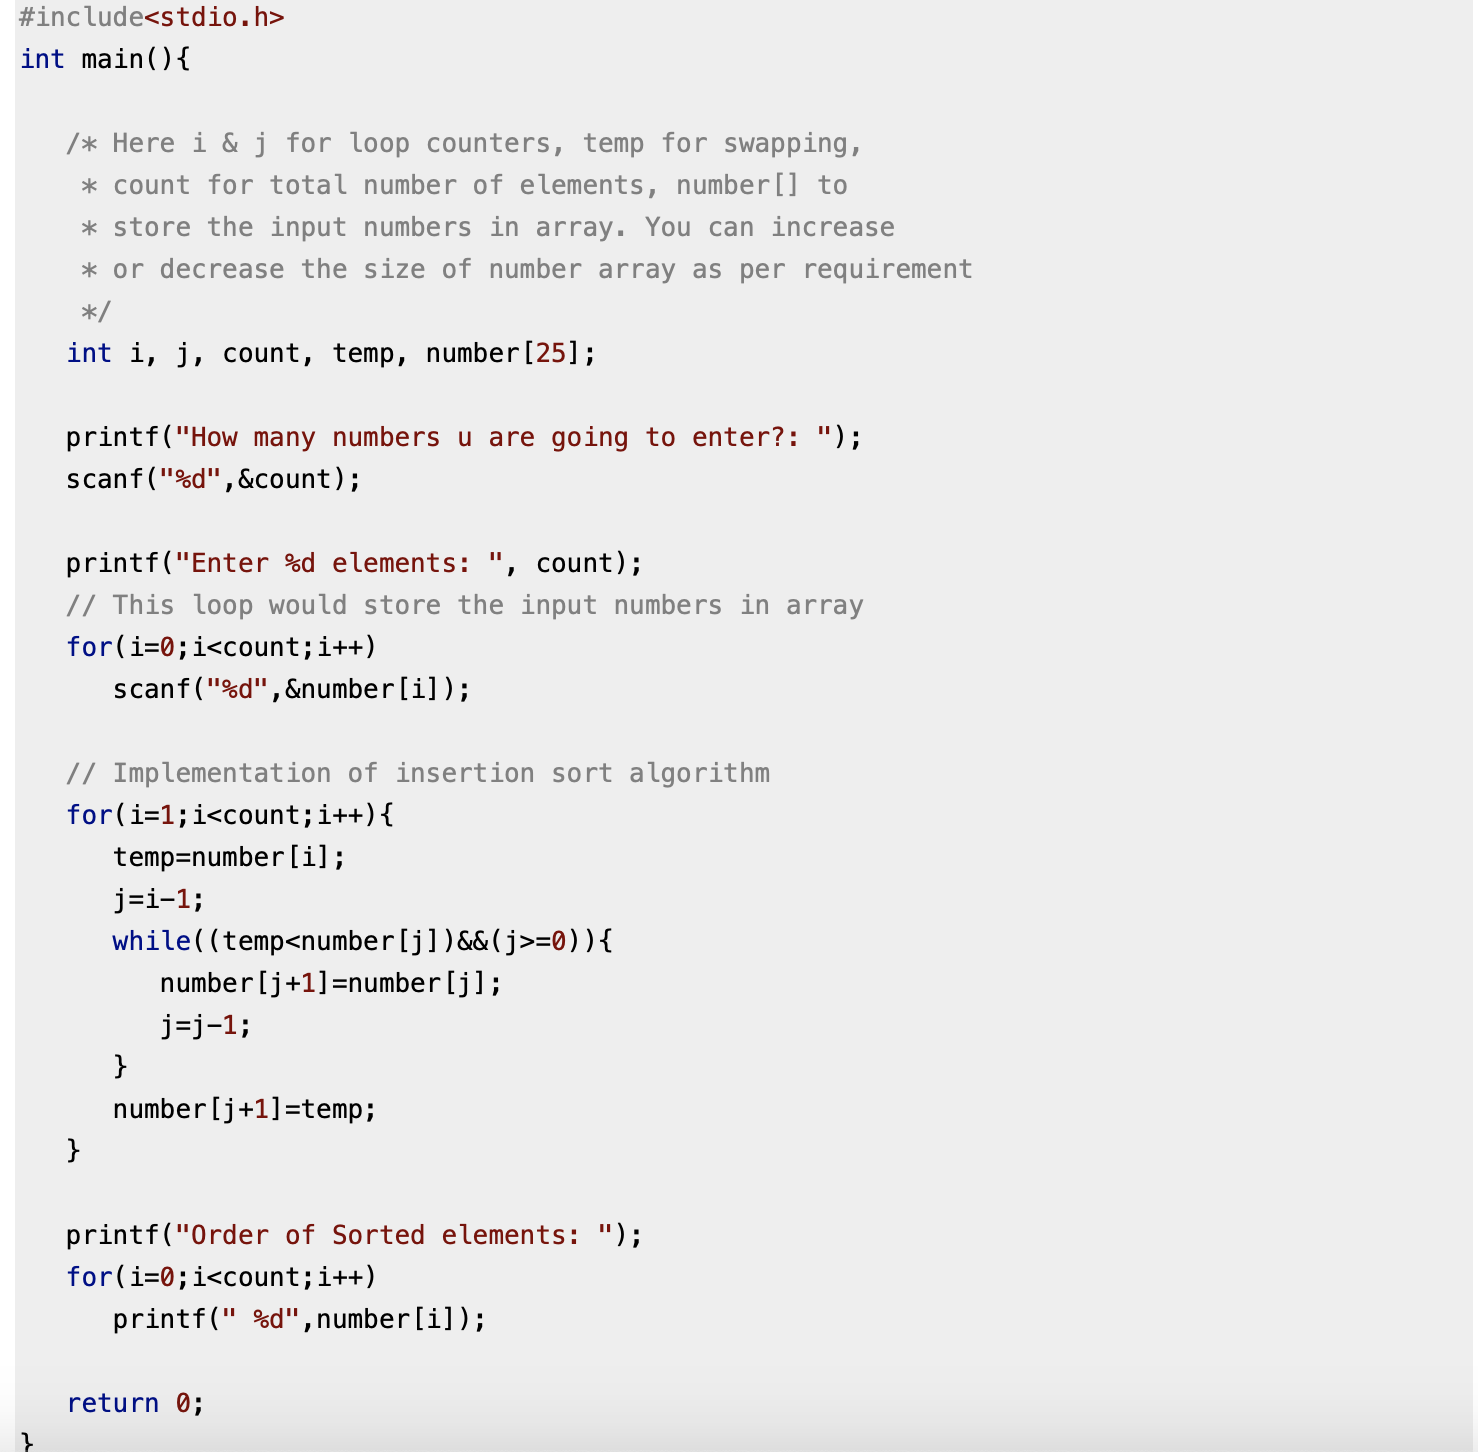 #include<stdio.h>
int main(){
/* Here i & j for loop counters, temp for swapping,
* count for total number of elements, number[] to
* store the input numbers in array. You can increase
* or decrease the size of number array as per requirement
*/
int i, j, count, temp, number[25];
printf("How many numbers u are going to enter?: ");
scanf("%d",&count);
printf("Enter %d elements: ", count);
// This loop would store the input numbers in array
for(i=0;i<count;i++)
scanf("%d",&number[i]);
// Implementation of insertion sort algorithm
for(i=1;i<count;i++){
temp=number[i];
j=i-1;
while((temp<number[j])&&(j>=0)){
number[j+1]=number[j];
j=j-1;
}
number[j+1]=temp;
}
printf("Order of Sorted elements: ");
for(i=0;i<count;i++)
printf(" %d",number[i]);
return 0;
}